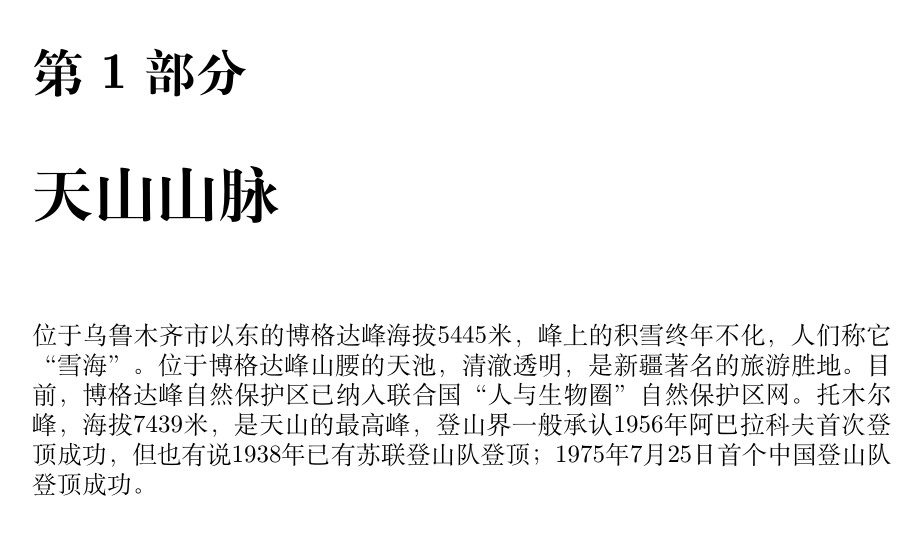 第 1 部分
天山山脉
位于乌鲁木齐市以东的博格达峰海拔5445米，峰上的积雪终年不化，人们称它
“雪海”。位于博格达峰山腰的天池，清澈透明，是新疆著名的旅游胜地。目
前，博格达峰自然保护区已纳入联合国“人与生物圈”自然保护区网。托木尔
峰，海拔7439米，是天山的最高峰，登山界一般承认1956年阿巴拉科夫首次登
顶成功，但也有说1938年已有苏联登山队登顶；1975年7月25日首个中国登山队
登顶成功。